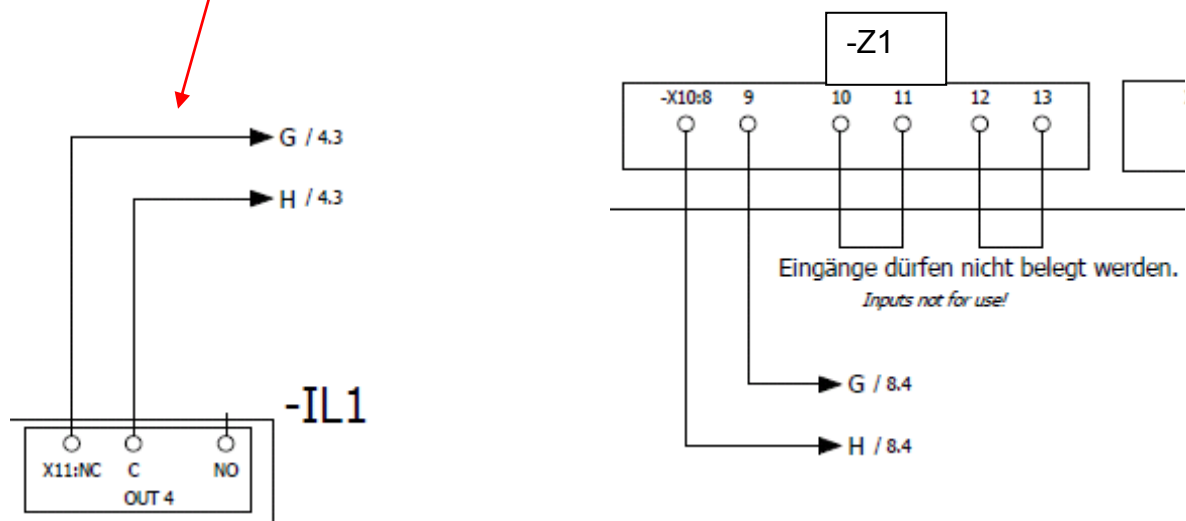 G / 4.3
H / 4.3
-IL1
X11:NC C NO
OUT 4
-Z1
-X10:8 9 10 11 12 13
Eingänge dürfen nicht belegt werden.
Inputs not for use!
G / 8.4
H / 8.4